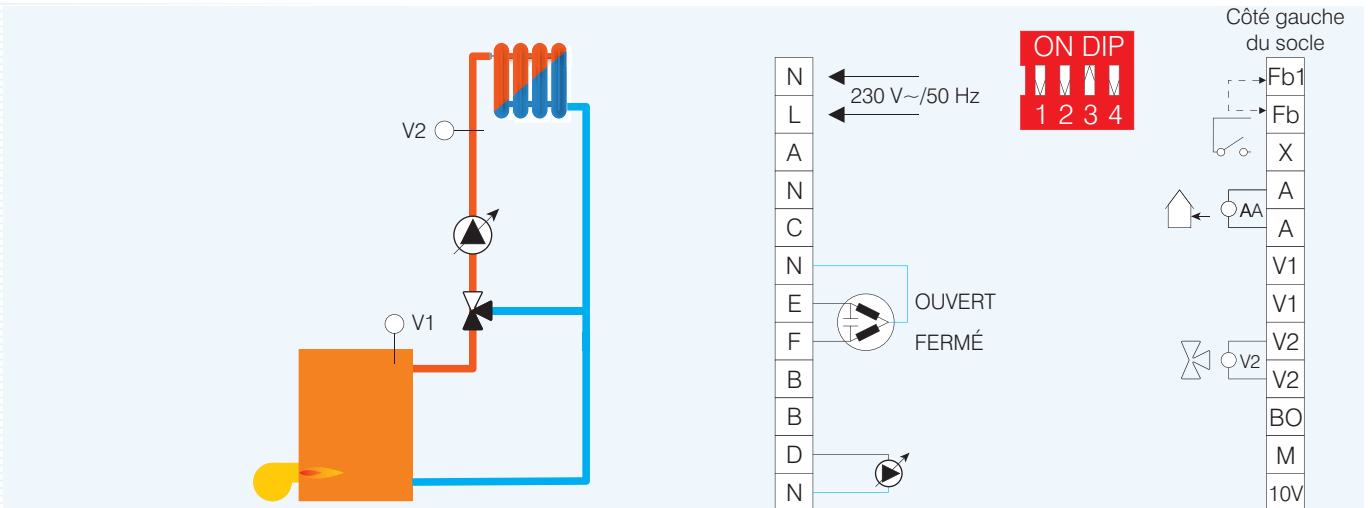 V2
V1
N
L
A
N
C
N
E
F
B
B
D
N
230 V~/50 Hz
OUVERT
FERMÉ
ON DIP
1 2 3 4
Côté gauche
du socle
Fb1
Fb
X
A
A
V1
V1
V2
V2
BO
M
10V
AA
V2